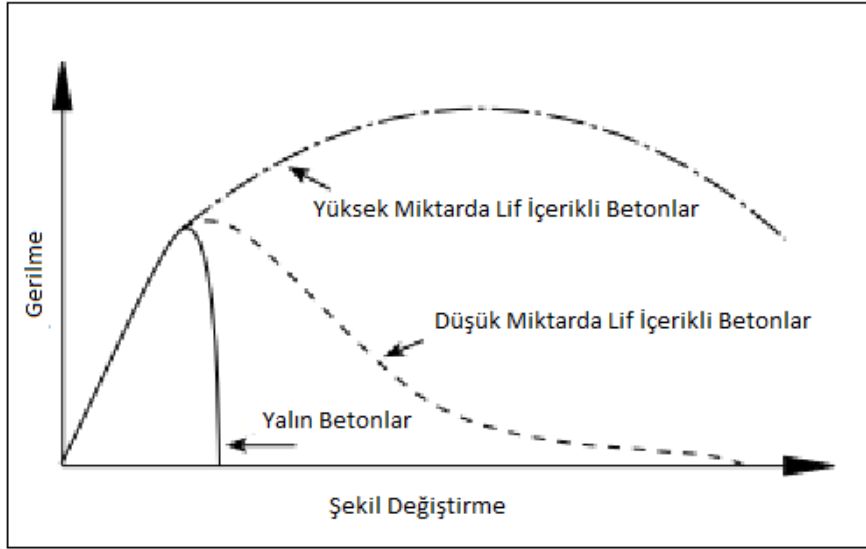 Yüksek Miktarda Lif İçerikli Betonlar
Gerilme
Düşük Miktarda Lif İçerikli Betonlar
Yalın Betonlar
Şekil Değiştirme